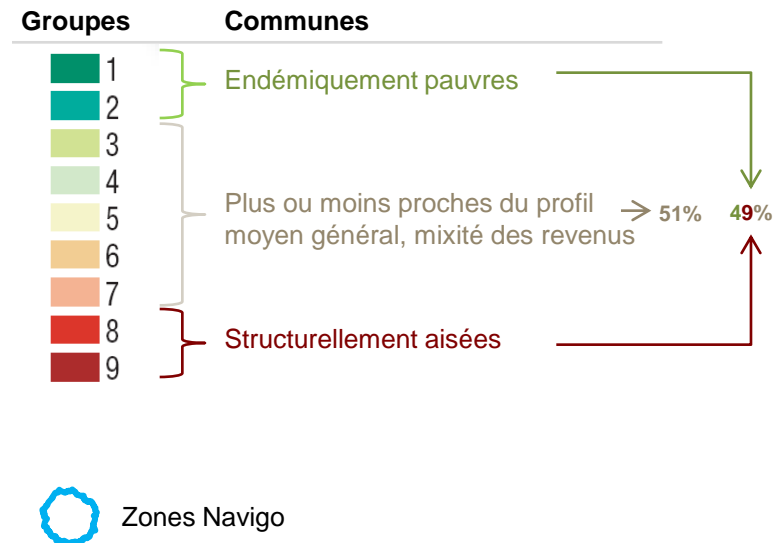 Groupes Communes
1
2
Endémiquement pauvres
3
4
5
6
7
Plus ou moins proches du profil
moyen général, mixité des revenus
51% 49%
8
9
Structurellement aisées
Zones Navigo